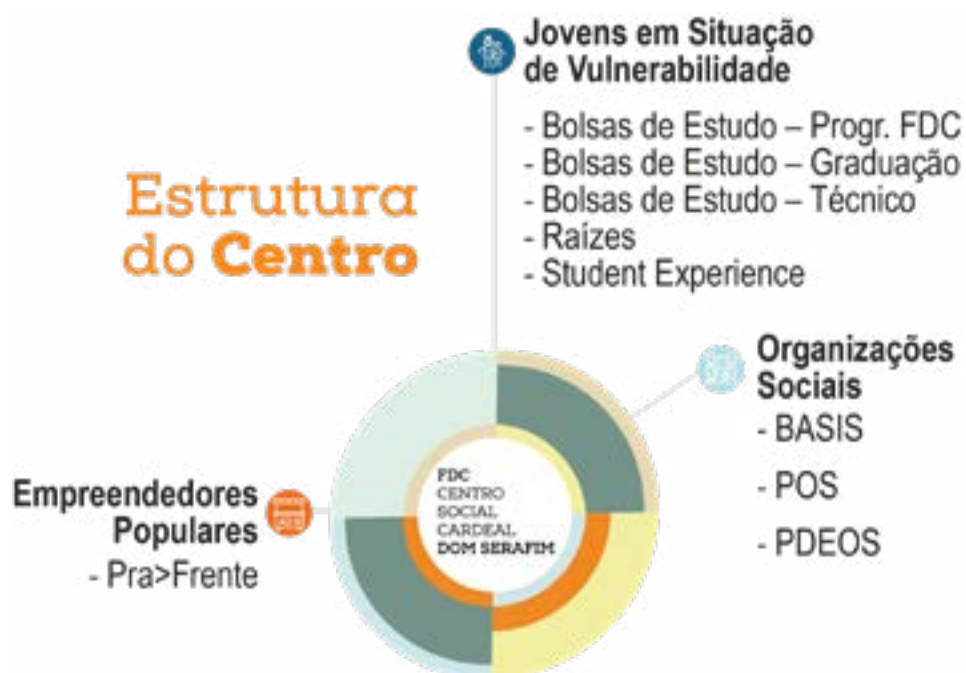 Jovens em Situação
de Vulnerabilidade
- Bolsas de Estudo – Progr. FDC
- Bolsas de Estudo – Graduação
- Bolsas de Estudo – Técnico
- Raízes
- Student Experience
Estrutura
do Centro
Organizações
Sociais
- BASIS
- POS
- PDEOS
Empreendedores
Populares
- Pra>Frente
FDC
CENTRO
SOCIAL
CARDEAL
DOM SERAFIM